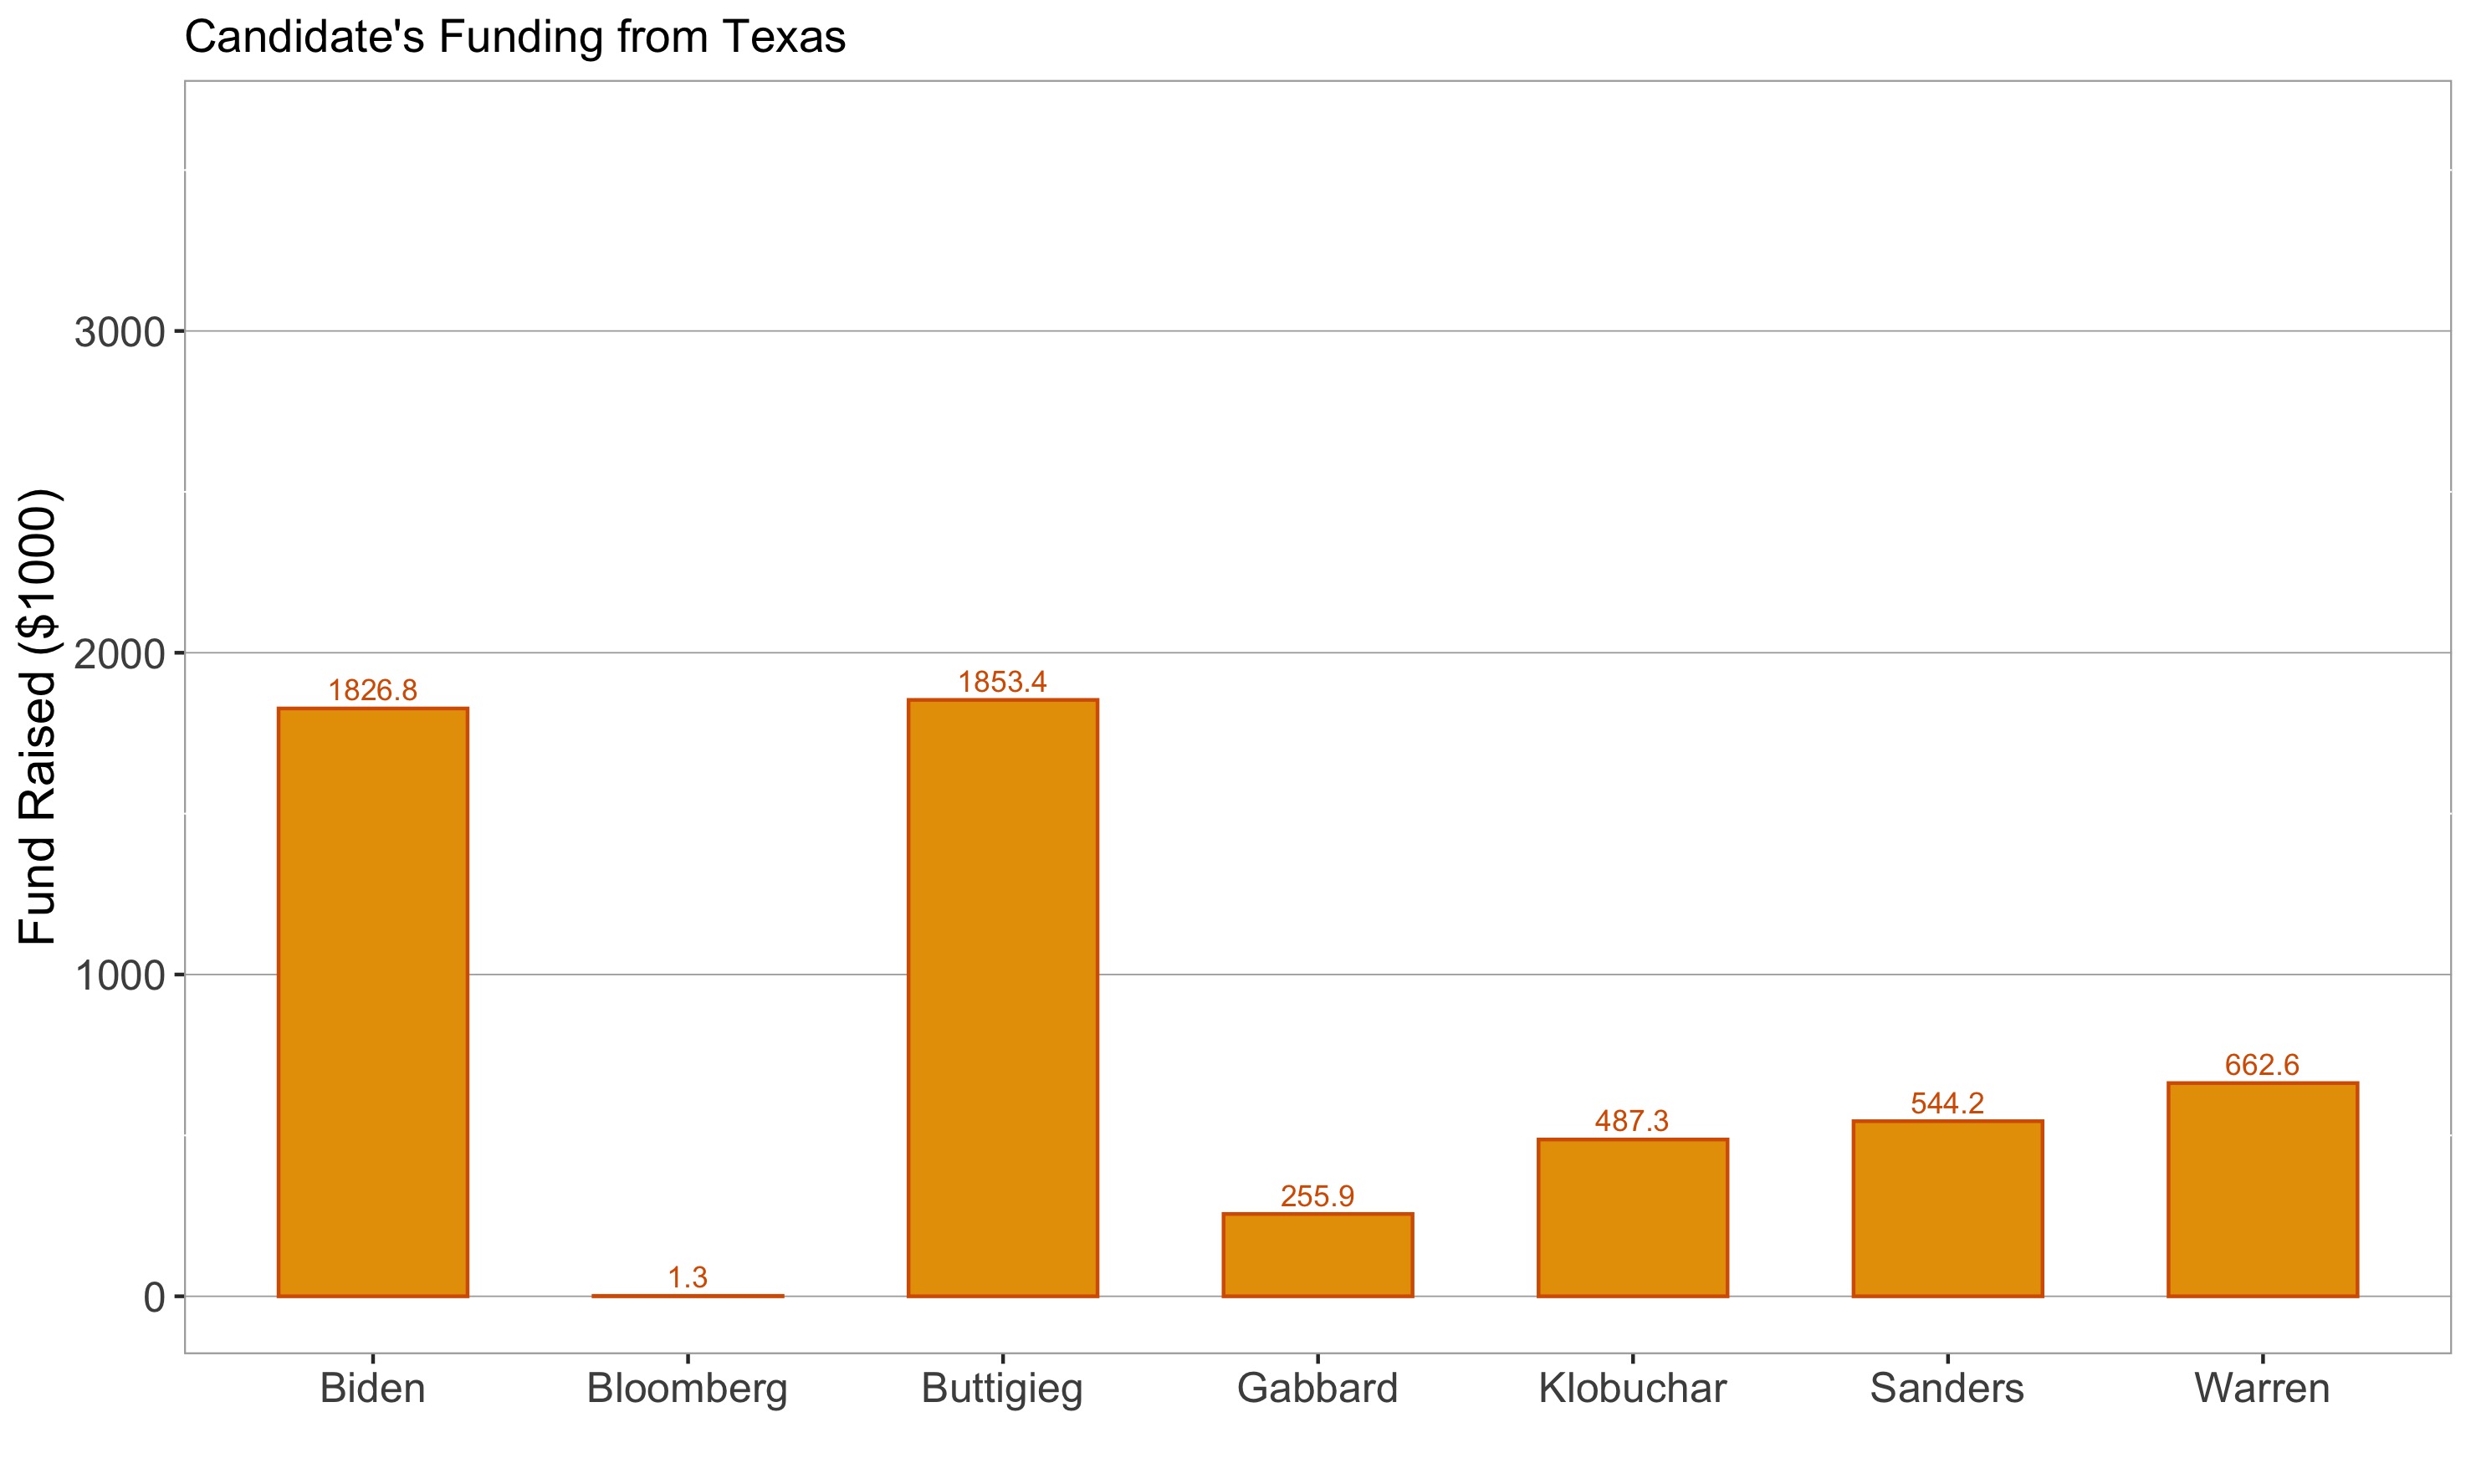 Candidate's Funding from Texas
Fund Raised ($1000)
3000
2000
1000
0
1826.8
1.3
1853.4
255.9
487.3
544.2
662.6
Biden
Bloomberg
Buttigieg
Gabbard
Klobuchar
Sanders
Warren